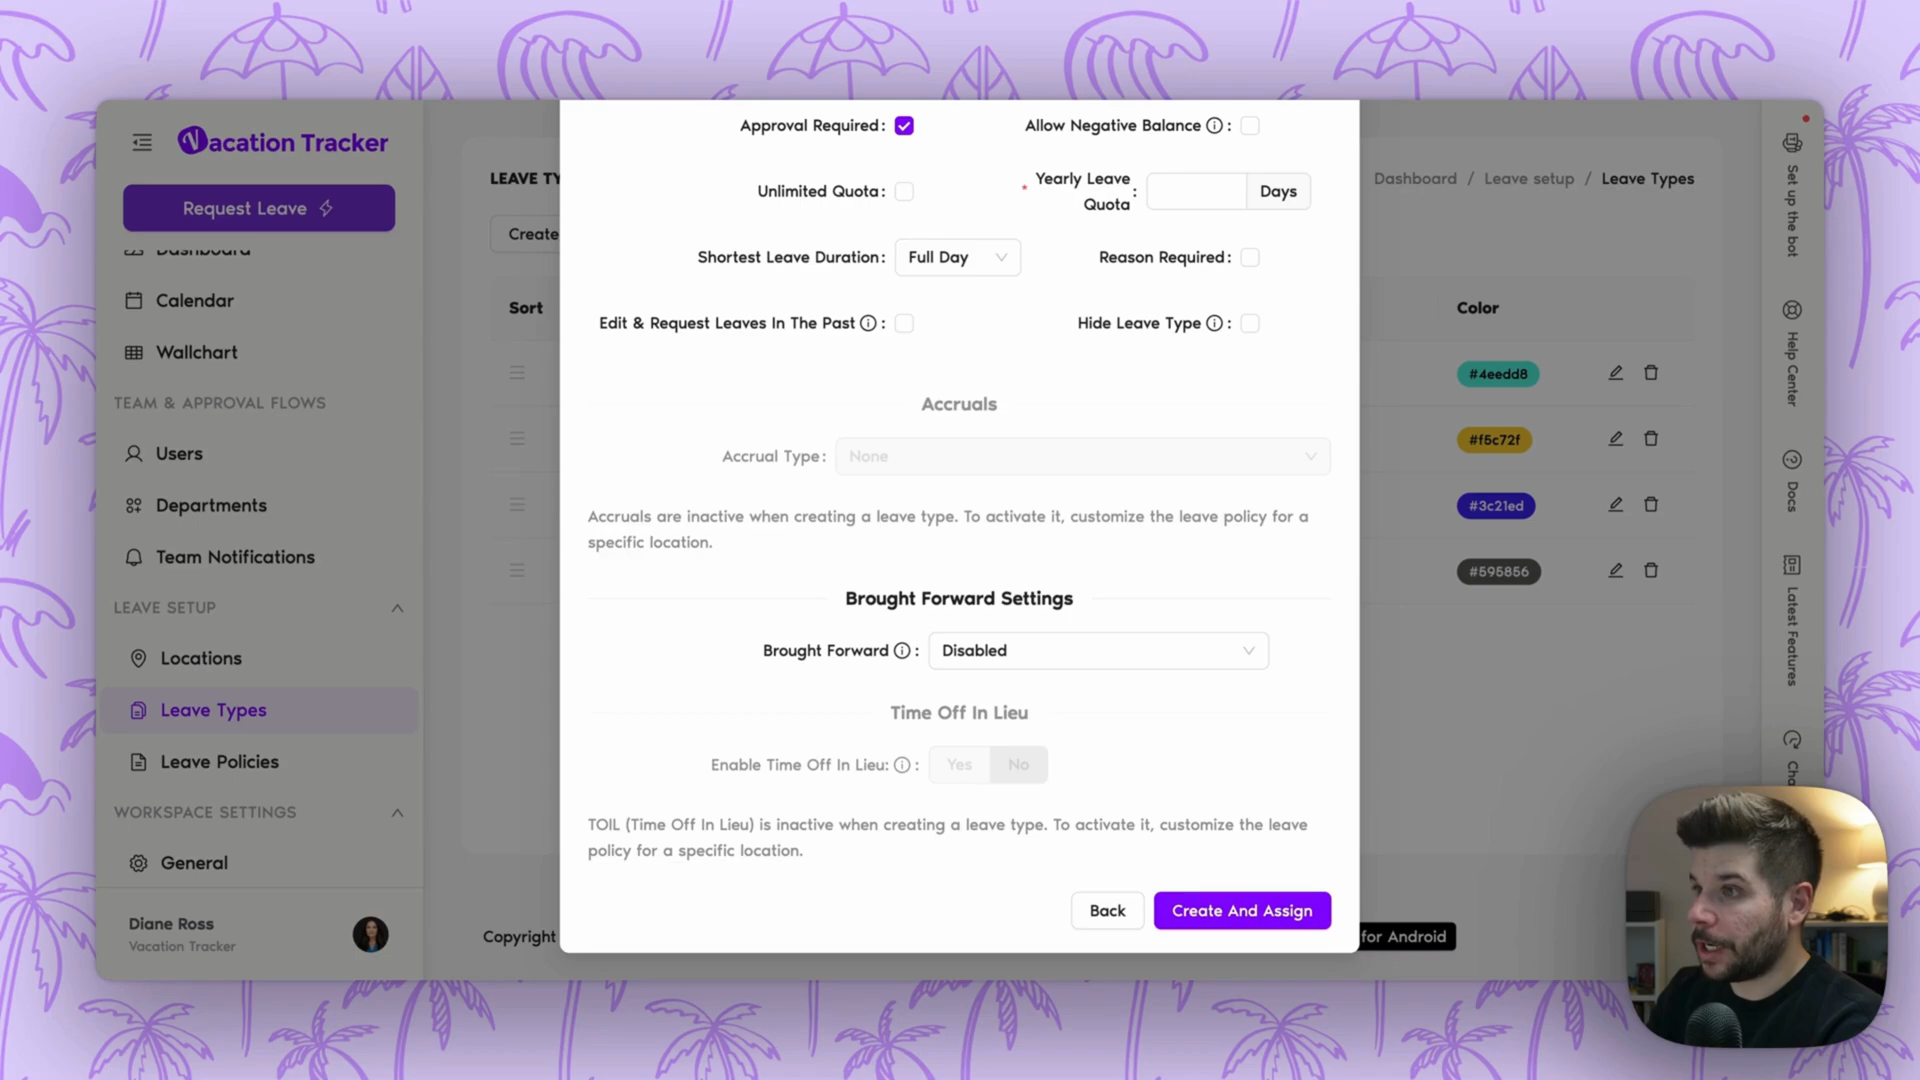 Vacation Tracker
Request Leave
Dashboard
Calendar
Wallchart
TEAM & APPROVAL FLOWS
Users
Departments
Team Notifications
LEAVE SETUP
Locations
Leave Types
Leave Policies
WORKSPACE SETTINGS
General
Diane Ross
Vacation Tracker
LEAVE TY
Create
Sort
Copyright
Approval Required:
Allow Negative Balance :
Unlimited Quota:
* Yearly Leave Quota :
Days
Shortest Leave Duration:
Full Day
Reason Required:
Edit & Request Leaves In The Past :
Hide Leave Type :
Accruals
Accrual Type:
None
Accruals are inactive when creating a leave type. To activate it, customize the leave policy for a
specific location.
Brought Forward Settings
Brought Forward :
Disabled
Time Off In Lieu
Enable Time Off In Lieu: :
Yes
No
TOIL (Time Off In Lieu) is inactive when creating a leave type. To activate it, customize the leave
policy for a specific location.
Back
Create And Assign
Dashboard / Leave setup / Leave Types
Color
#4eedd8
#f5c72f
#3c21ed
#595856
for Android
Set up the bot
Help Center
Docs
Latest Features